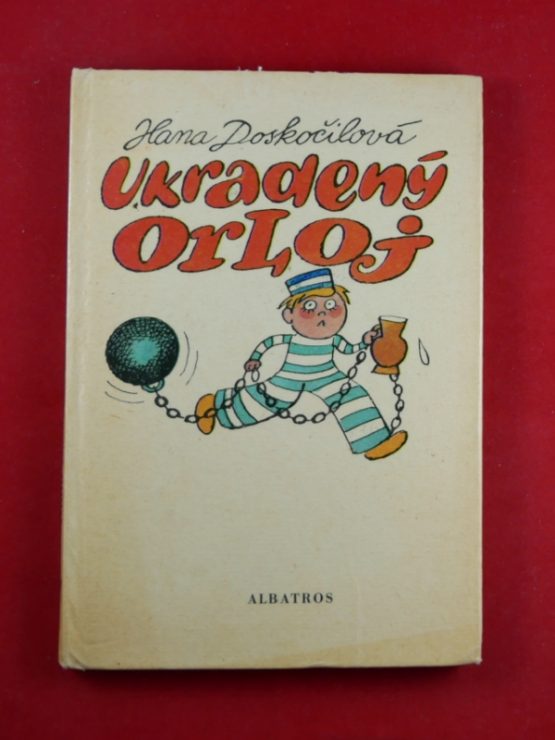 Hana Doskočilová
Ukradený
Orloj
ALBATROS